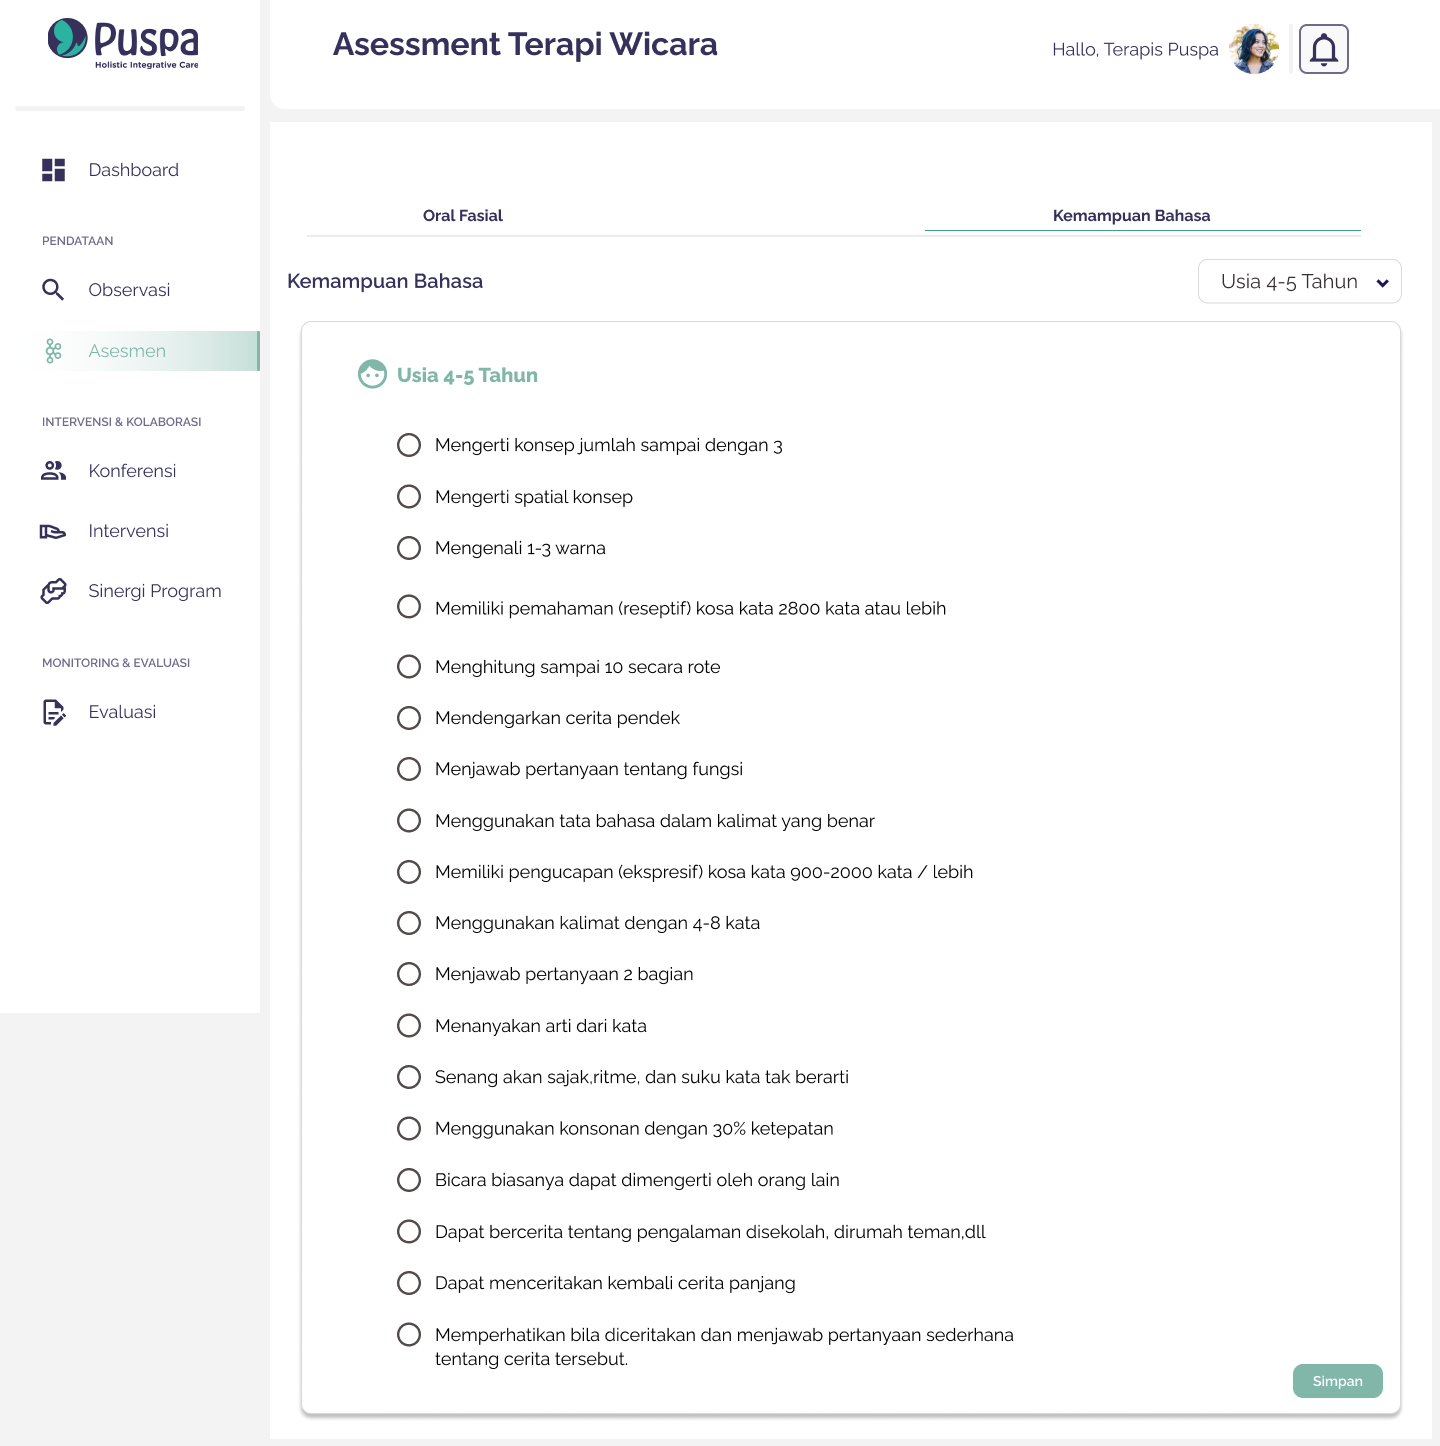 Puspa
Holistic Integrative Care
Asessment Terapi Wicara
Hallo, Terapis Puspa
Dashboard
PENDATAAN
Observasi
Asesmen
INTERVENSI & KOLABORASI
Konferensi
Intervensi
Sinergi Program
MONITORING & EVALUASI
Evaluasi
Oral Fasial
Kemampuan Bahasa
Kemampuan Bahasa
Usia 4-5 Tahun
Usia 4-5 Tahun
Mengerti konsep jumlah sampai dengan 3
Mengerti spatial konsep
Mengenali 1-3 warna
Memiliki pemahaman (reseptif) kosa kata 2800 kata atau lebih
Menghitung sampai 10 secara rote
Mendengarkan cerita pendek
Menjawab pertanyaan tentang fungsi
Menggunakan tata bahasa dalam kalimat yang benar
Memiliki pengucapan (ekspresif) kosa kata 900-2000 kata / lebih
Menggunakan kalimat dengan 4-8 kata
Menjawab pertanyaan 2 bagian
Menanyakan arti dari kata
Senang akan sajak,ritme, dan suku kata tak berarti
Menggunakan konsonan dengan 30% ketepatan
Bicara biasanya dapat dimengerti oleh orang lain
Dapat bercerita tentang pengalaman disekolah, dirumah teman,dll
Dapat menceritakan kembali cerita panjang
Memperhatikan bila diceritakan dan menjawab pertanyaan sederhana
tentang cerita tersebut.
Simpan